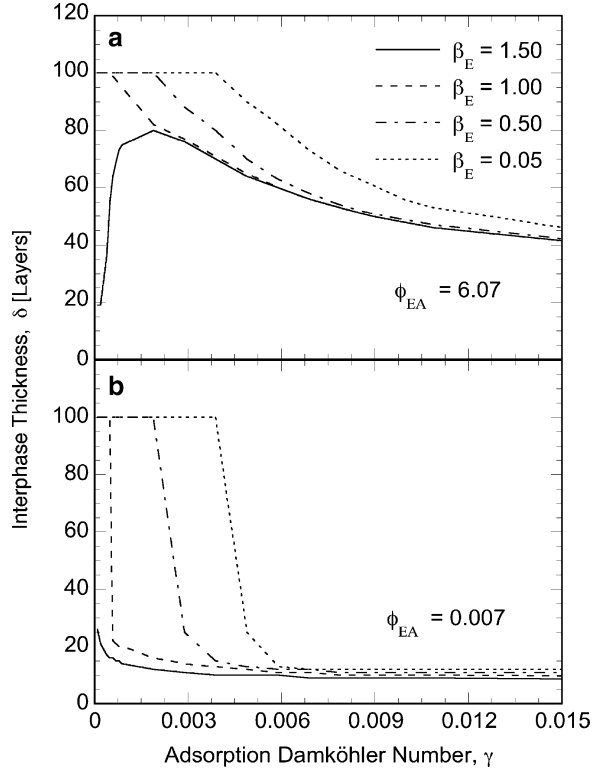 a
120
100
80
60
40
20
0
β_E = 1.50
β_E = 1.00
β_E = 0.50
β_E = 0.05
ϕ_EA = 6.07
Interphase Thickness, δ [Layers]
b
100
80
60
40
20
0
ϕ_EA = 0.007
0 0.003 0.006 0.009 0.012 0.015
Adsorption Damköhler Number, γ